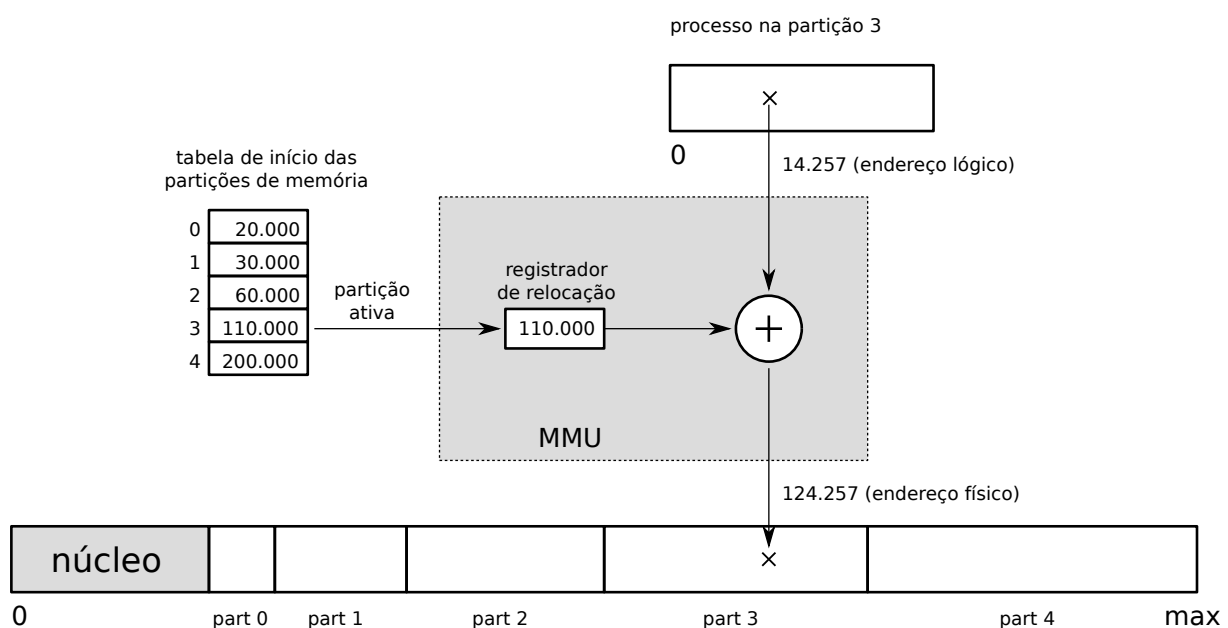 processo na partição 3
0
14.257 (endereço lógico)
tabela de início das
partições de memória
0 20.000
1 30.000
2 60.000
3 110.000
4 200.000
partição
ativa
registrador
de relocação
110.000
+
MMU
124.257 (endereço físico)
núcleo
0 part 0 part 1 part 2 part 3 part 4 max